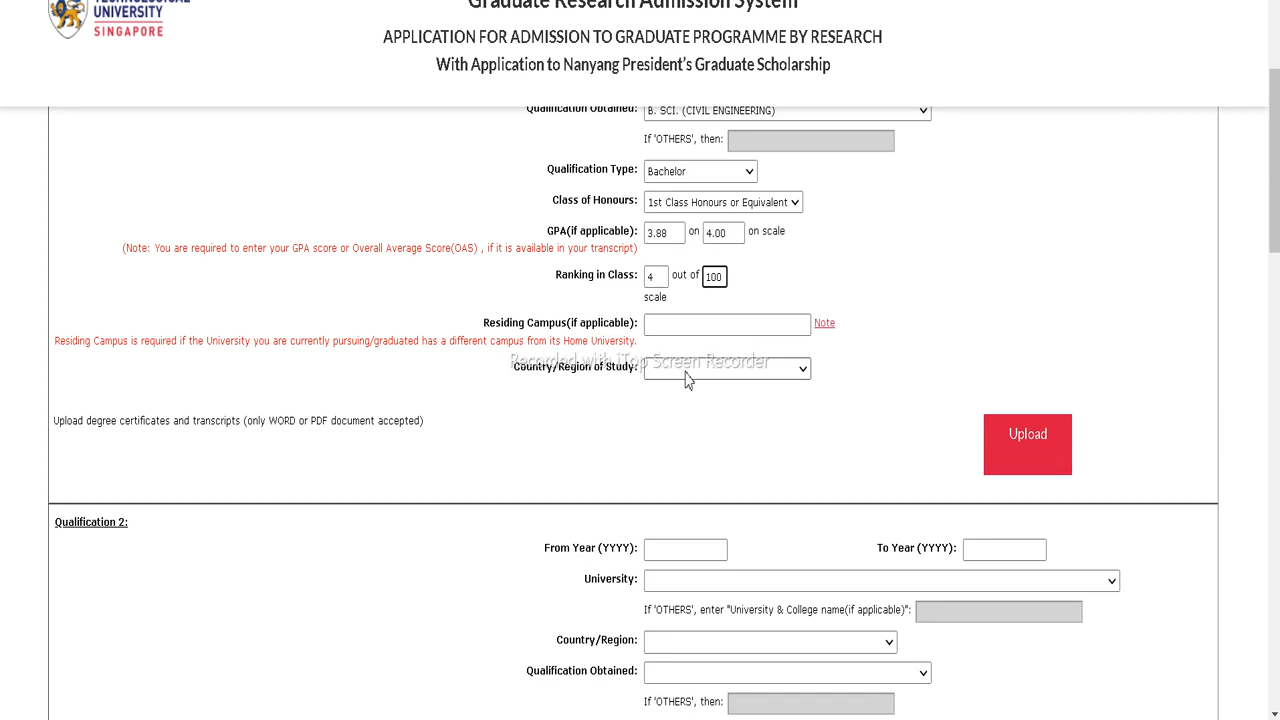 TECHNOLOGICAL
UNIVERSITY
SINGAPORE
Graduate Research Admission System
APPLICATION FOR ADMISSION TO GRADUATE PROGRAMME BY RESEARCH
With Application to Nanyang President's Graduate Scholarship
Qualification Obtained: B. SCI. (CIVIL ENGINEERING)
If 'OTHERS', then:
Qualification Type: Bachelor
Class of Honours: 1st Class Honours or Equivalent
GPA(if applicable): 3.88 on 4.00 on scale
(Note: You are required to enter your GPA score or Overall Average Score(OAS) , if it is available in your transcript)
Ranking in Class: 4 out of 100
scale
Residing Campus(if applicable): Note
Residing Campus is required if the University you are currently pursuing/graduated has a different campus from its Home University.
Recorded with iTop Screen Recorder
Country/Region of Study:
Upload degree certificates and transcripts (only WORD or PDF document accepted)
Upload
Qualification 2:
From Year (YYYY): To Year (YYYY):
University:
If 'OTHERS', enter "University & College name(if applicable)":
Country/Region:
Qualification Obtained:
If 'OTHERS', then: